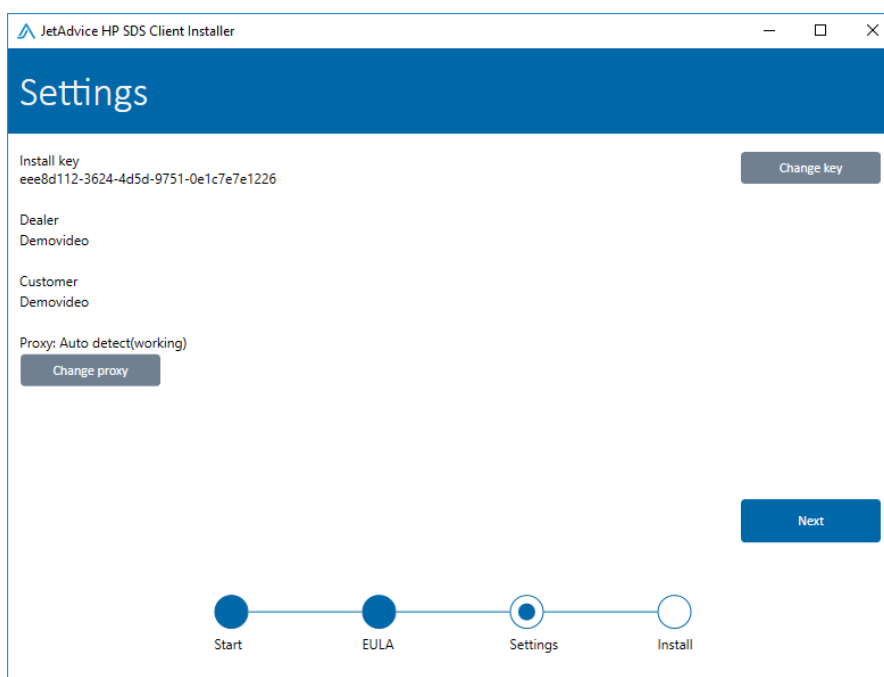 JetAdvice HP SDS Client Installer
Settings
Install key
eee8d112-3624-4d5d-9751-0e1c7e7e1226
Change key
Dealer
Demovideo
Customer
Demovideo
Proxy: Auto detect(working)
Change proxy
Next
Start
EULA
Settings
Install